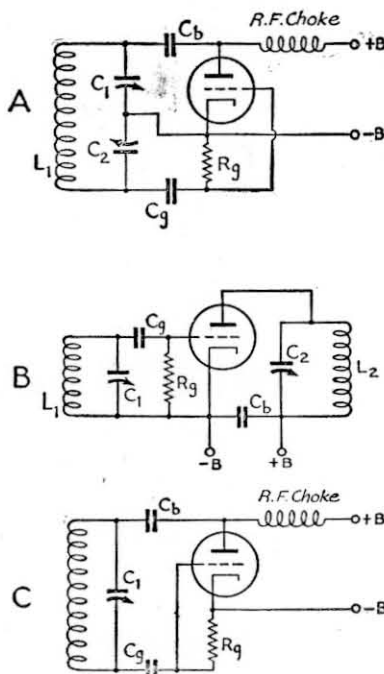 R.F. Choke
Cb
+B
A
C1
-B
L1
C2
Rg
Cg
Cg
B
L1
C1
Rg
C2
L2
Cb
-B
+B
R.F. Choke
Cb
+B
C
C1
-B
Cg
Rg